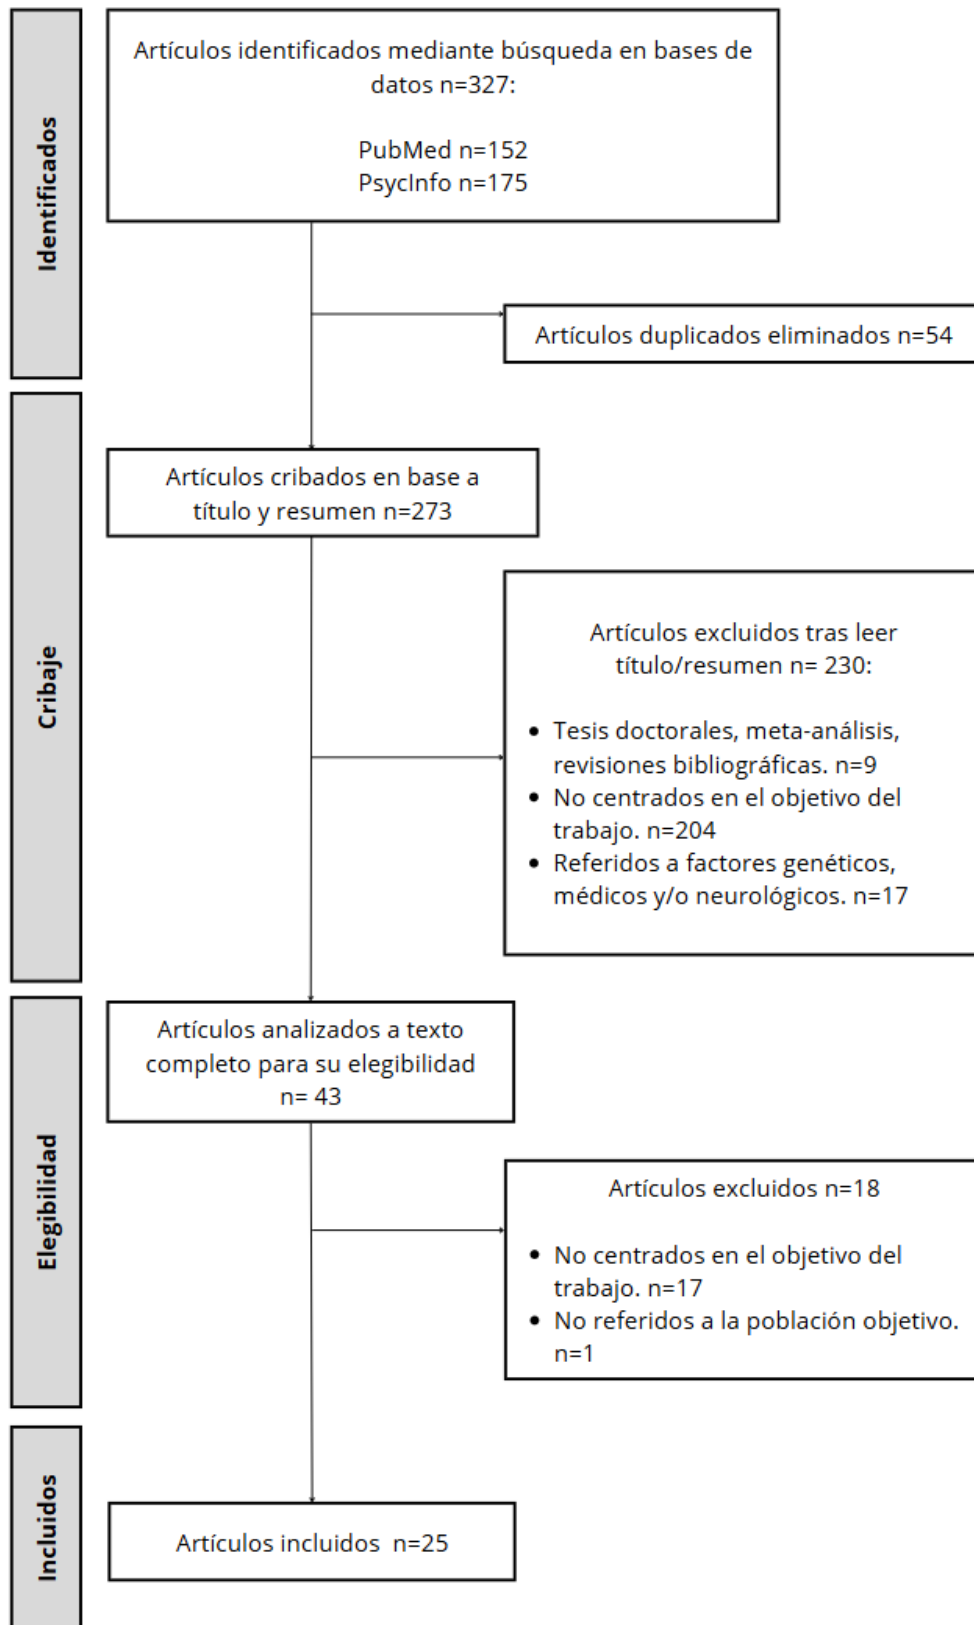 Identificados
Artículos identificados mediante búsqueda en bases de
datos n=327:
PubMed n=152
PsycInfo n=175
Artículos duplicados eliminados n=54
Cribaje
Artículos cribados en base a
título y resumen n=273
Artículos excluidos tras leer
título/resumen n= 230:
• Tesis doctorales, meta-análisis,
revisiones bibliográficas. n=9
• No centrados en el objetivo del
trabajo. n=204
• Referidos a factores genéticos,
médicos y/o neurológicos. n=17
Elegibilidad
Artículos analizados a texto
completo para su elegibilidad
n= 43
Artículos excluidos n=18
• No centrados en el objetivo del
trabajo. n=17
• No referidos a la población objetivo.
n=1
Incluidos
Artículos incluidos  n=25